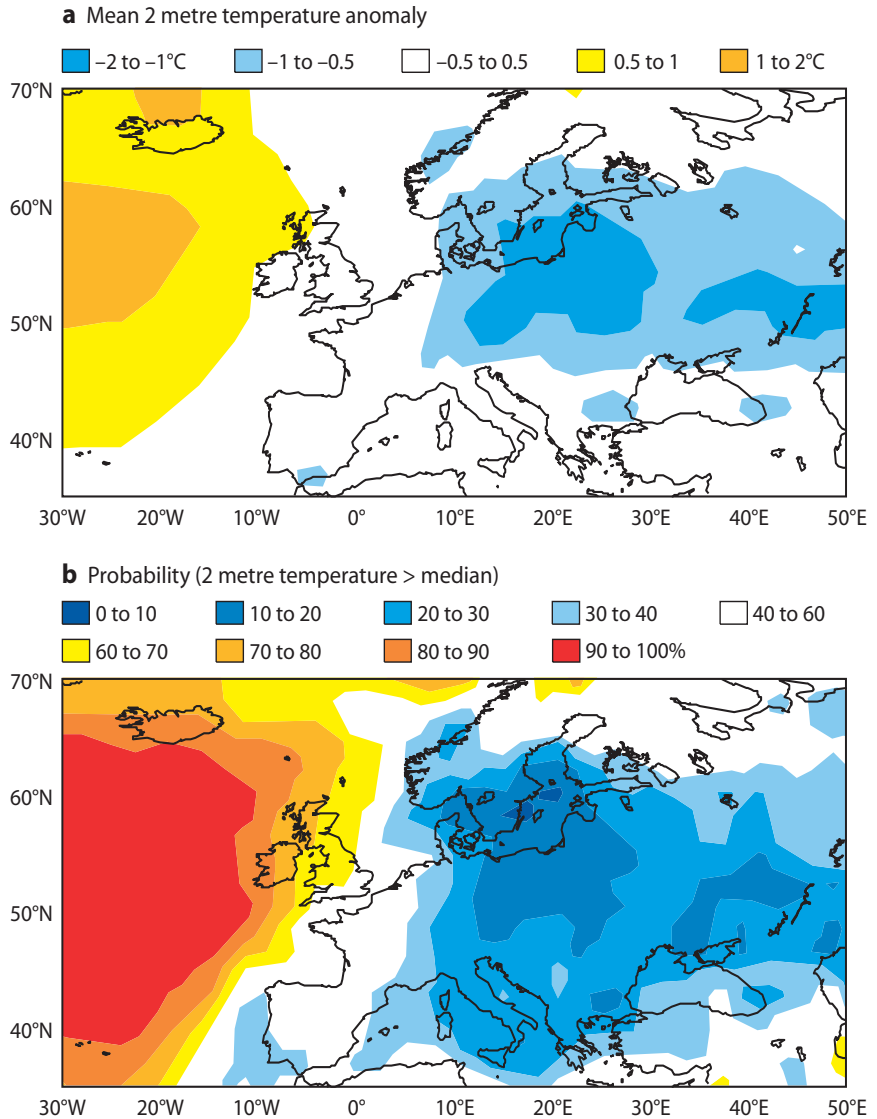 a Mean 2 metre temperature anomaly
–2 to –1°C –1 to –0.5 –0.5 to 0.5 0.5 to 1 1 to 2°C
70°N
60°N
50°N
40°N
30°W 20°W 10°W 0° 10°E 20°E 30°E 40°E 50°E
b Probability (2 metre temperature > median)
0 to 10 10 to 20 20 to 30 30 to 40 40 to 60
60 to 70 70 to 80 80 to 90 90 to 100%
70°N
60°N
50°N
40°N
30°W 20°W 10°W 0° 10°E 20°E 30°E 40°E 50°E